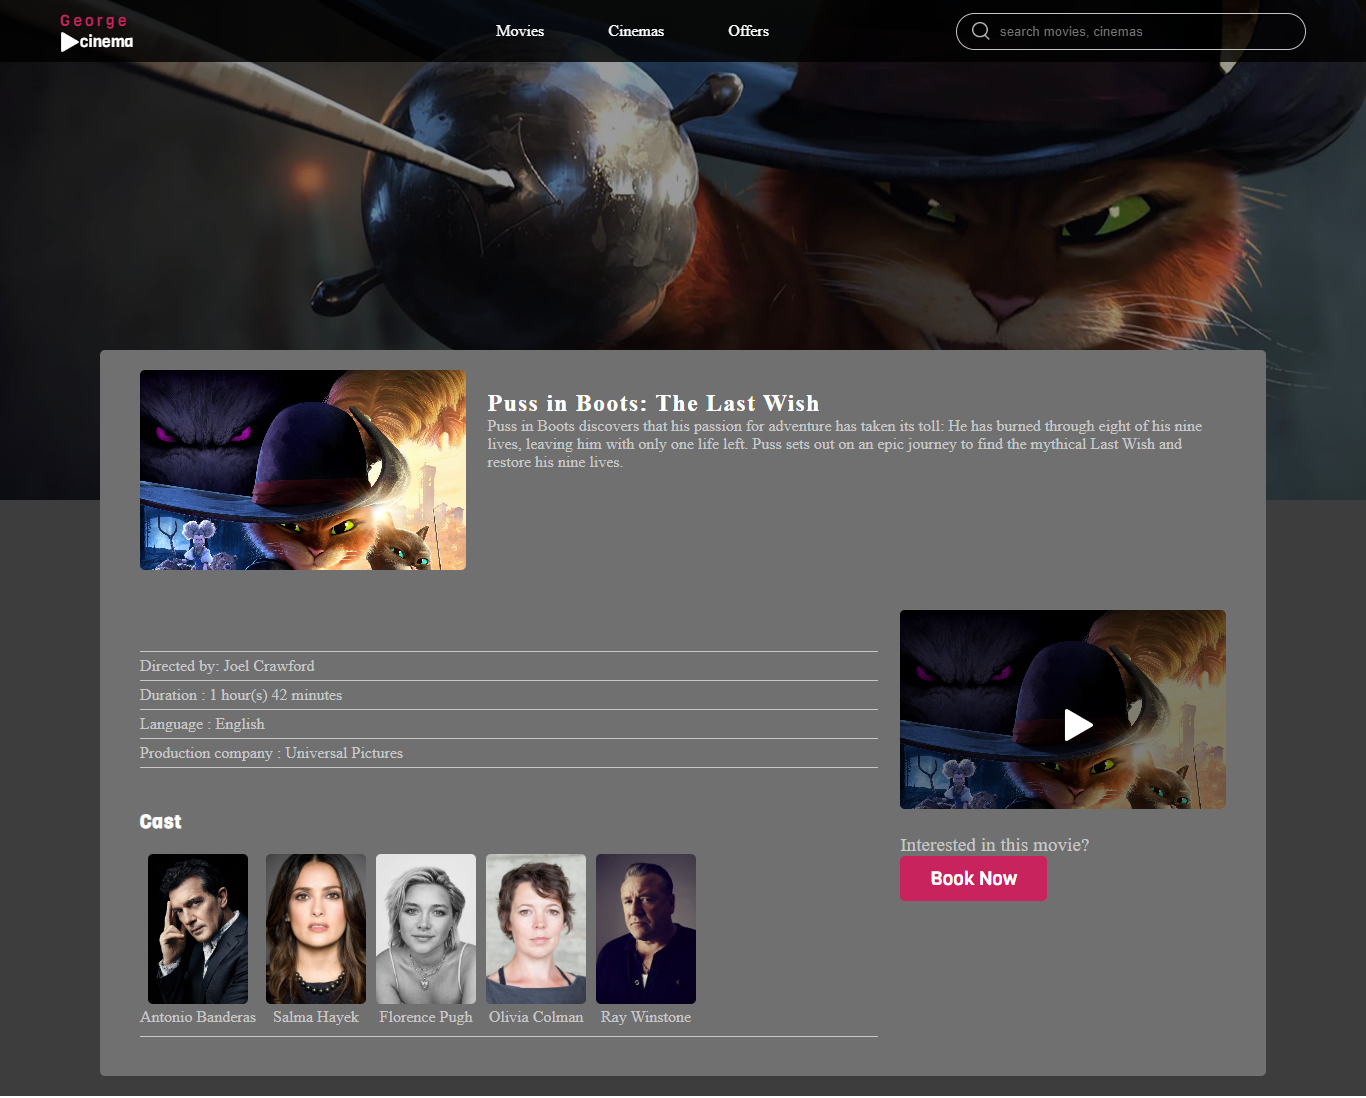 George
cinema
Movies
Cinemas
Offers
search movies, cinemas
Puss in Boots: The Last Wish
Puss in Boots discovers that his passion for adventure has taken its toll: He has burned through eight of his nine
lives, leaving him with only one life left. Puss sets out on an epic journey to find the mythical Last Wish and
restore his nine lives.
Directed by: Joel Crawford
Duration : 1 hour(s) 42 minutes
Language : English
Production company : Universal Pictures
Cast
Antonio Banderas
Salma Hayek
Florence Pugh
Olivia Colman
Ray Winstone
Interested in this movie?
Book Now